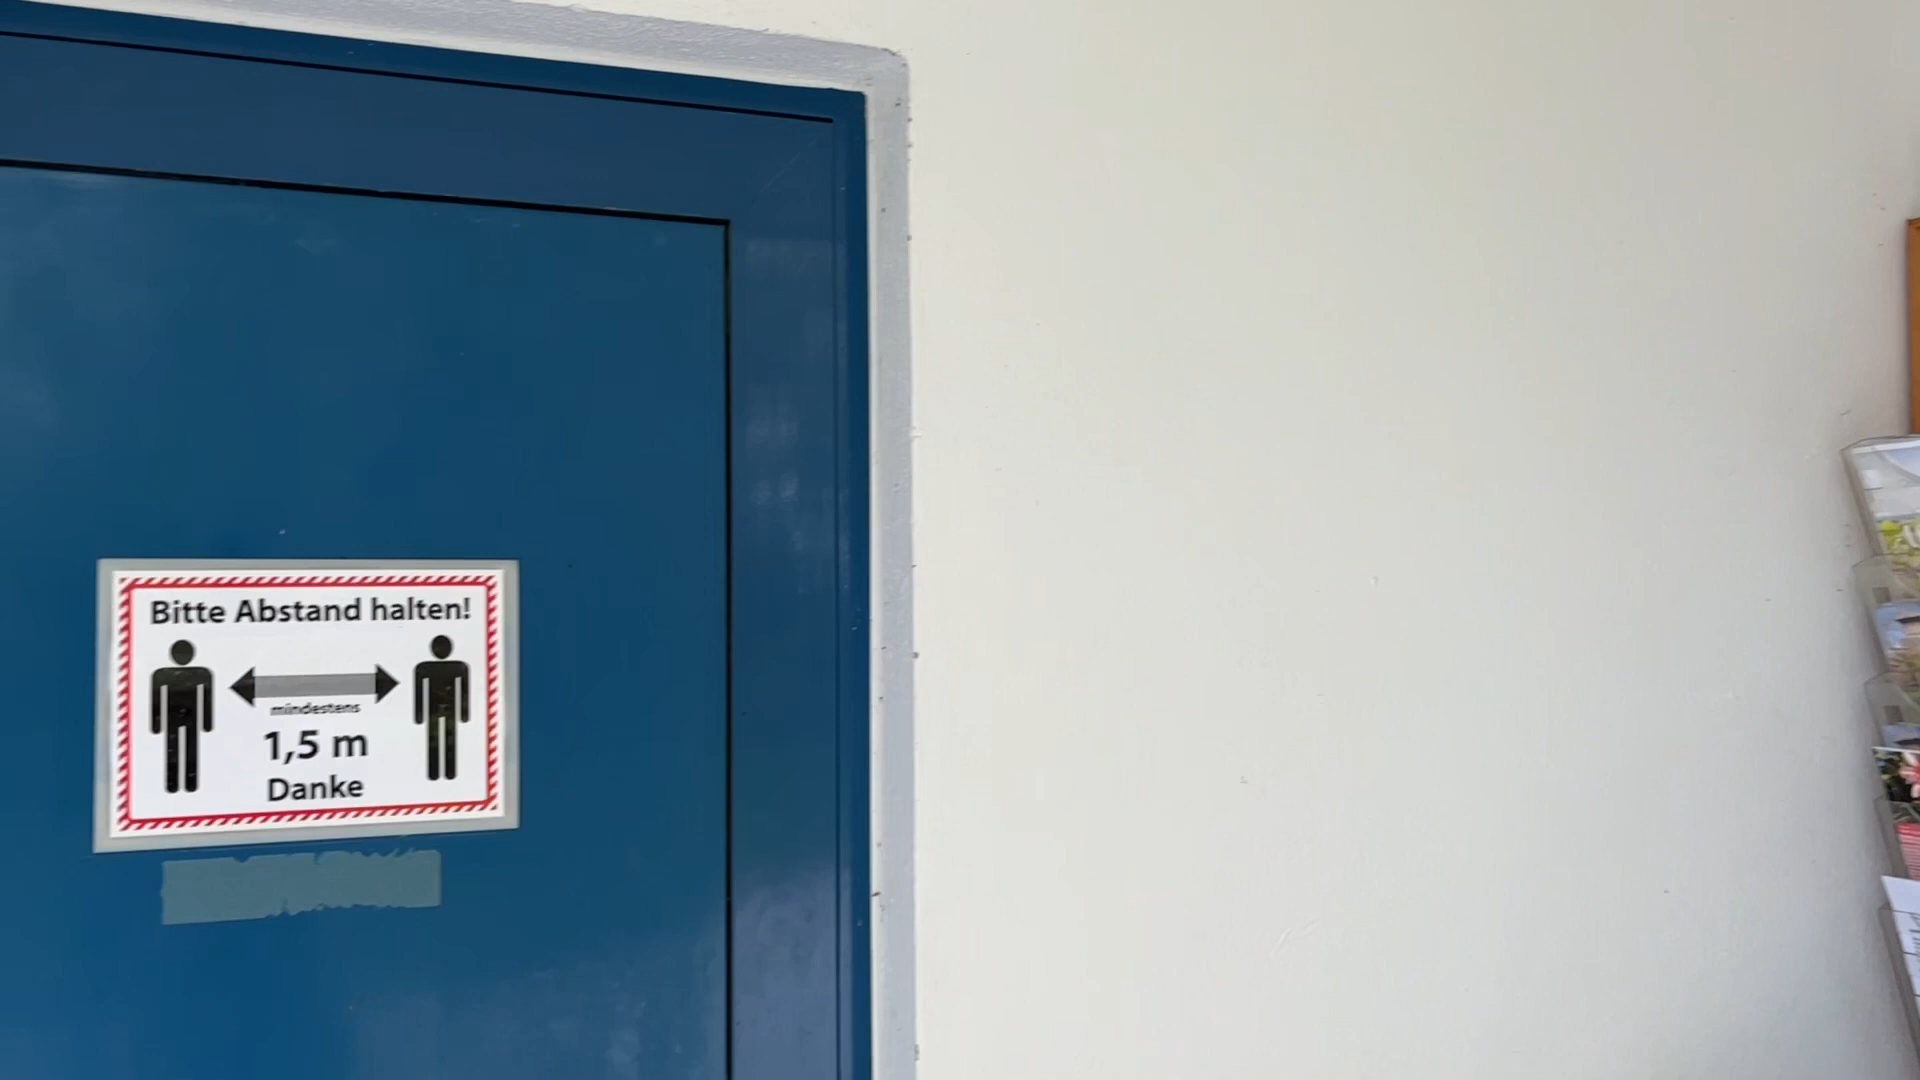 Bitte Abstand halten!
mindestens
1,5 m
Danke